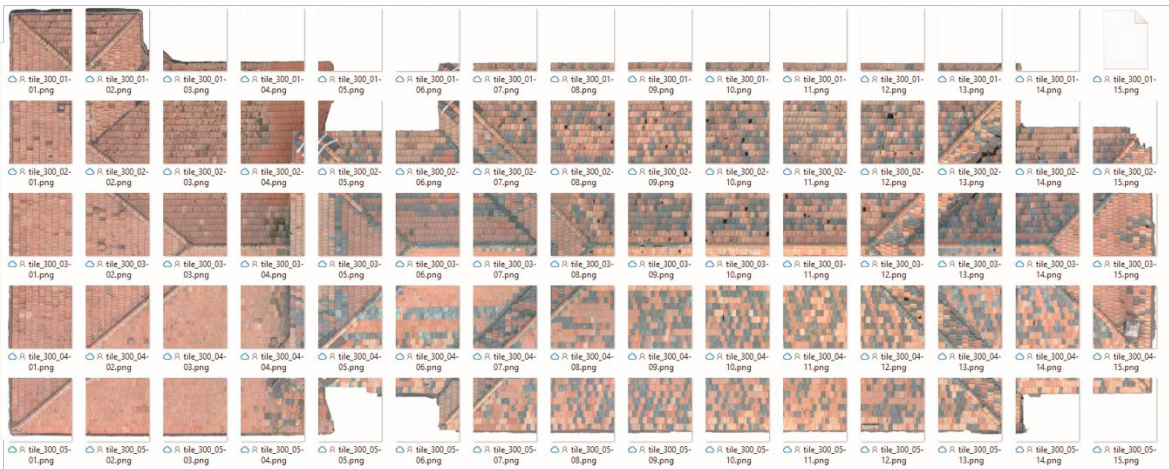 tile_300_01- tile_300_01- tile_300_01- tile_300_01- tile_300_01- tile_300_01- tile_300_01- tile_300_01- tile_300_01- tile_300_01- tile_300_01- tile_300_01- tile_300_01- tile_300_01- tile_300_01-
01.png 02.png 03.png 04.png 05.png 06.png 07.png 08.png 09.png 10.png 11.png 12.png 13.png 14.png 15.png
tile_300_02- tile_300_02- tile_300_02- tile_300_02- tile_300_02- tile_300_02- tile_300_02- tile_300_02- tile_300_02- tile_300_02- tile_300_02- tile_300_02- tile_300_02- tile_300_02- tile_300_02-
01.png 02.png 03.png 04.png 05.png 06.png 07.png 08.png 09.png 10.png 11.png 12.png 13.png 14.png 15.png
tile_300_03- tile_300_03- tile_300_03- tile_300_03- tile_300_03- tile_300_03- tile_300_03- tile_300_03- tile_300_03- tile_300_03- tile_300_03- tile_300_03- tile_300_03- tile_300_03- tile_300_03-
01.png 02.png 03.png 04.png 05.png 06.png 07.png 08.png 09.png 10.png 11.png 12.png 13.png 14.png 15.png
tile_300_04- tile_300_04- tile_300_04- tile_300_04- tile_300_04- tile_300_04- tile_300_04- tile_300_04- tile_300_04- tile_300_04- tile_300_04- tile_300_04- tile_300_04- tile_300_04- tile_300_04-
01.png 02.png 03.png 04.png 05.png 06.png 07.png 08.png 09.png 10.png 11.png 12.png 13.png 14.png 15.png
tile_300_05- tile_300_05- tile_300_05- tile_300_05- tile_300_05- tile_300_05- tile_300_05- tile_300_05- tile_300_05- tile_300_05- tile_300_05- tile_300_05- tile_300_05- tile_300_05- tile_300_05-
01.png 02.png 03.png 04.png 05.png 06.png 07.png 08.png 09.png 10.png 11.png 12.png 13.png 14.png 15.png